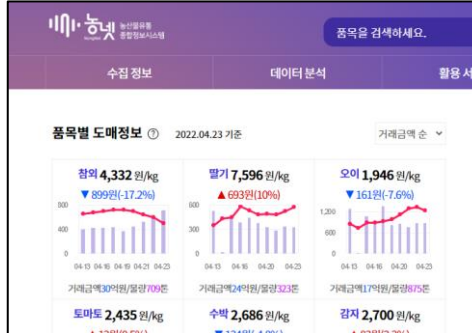 농넷 농산물유통
종합정보시스템
품목을 검색하세요.
수집 정보 데이터 분석 활용 서
품목별 도매정보 ? 2022.04.23 기준 거래금액 순
참외 4,332 원/kg 딸기 7,596 원/kg 오이 1,946 원/kg
▼ 899원(-17.2%) ▲ 693원(10%) ▼ 161원(-7.6%)
800 600 1,200
400 300 600
0 0 0
04-13 04-16 04-19 04-21 04-23 04-13 04-16 04-20 04-23 04-13 04-16 04-20 04-23
거래금액30억원/물량709톤 거래금액24억원/물량323톤 거래금액17억원/물량875톤
토마토 2,435 원/kg 수박 2,686 원/kg 감자 2,700 원/kg